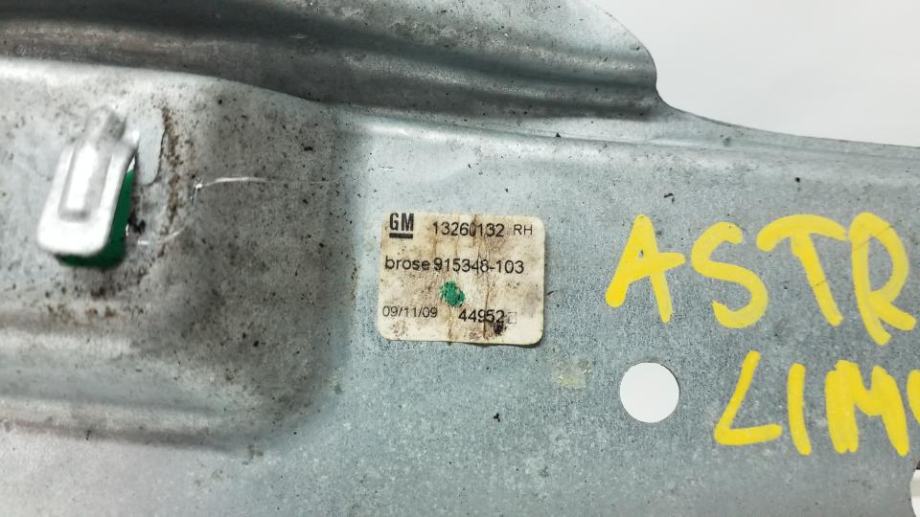 GM 13260132 RH
brose 915348-103
09/11/09 44952
ASTR
LIM